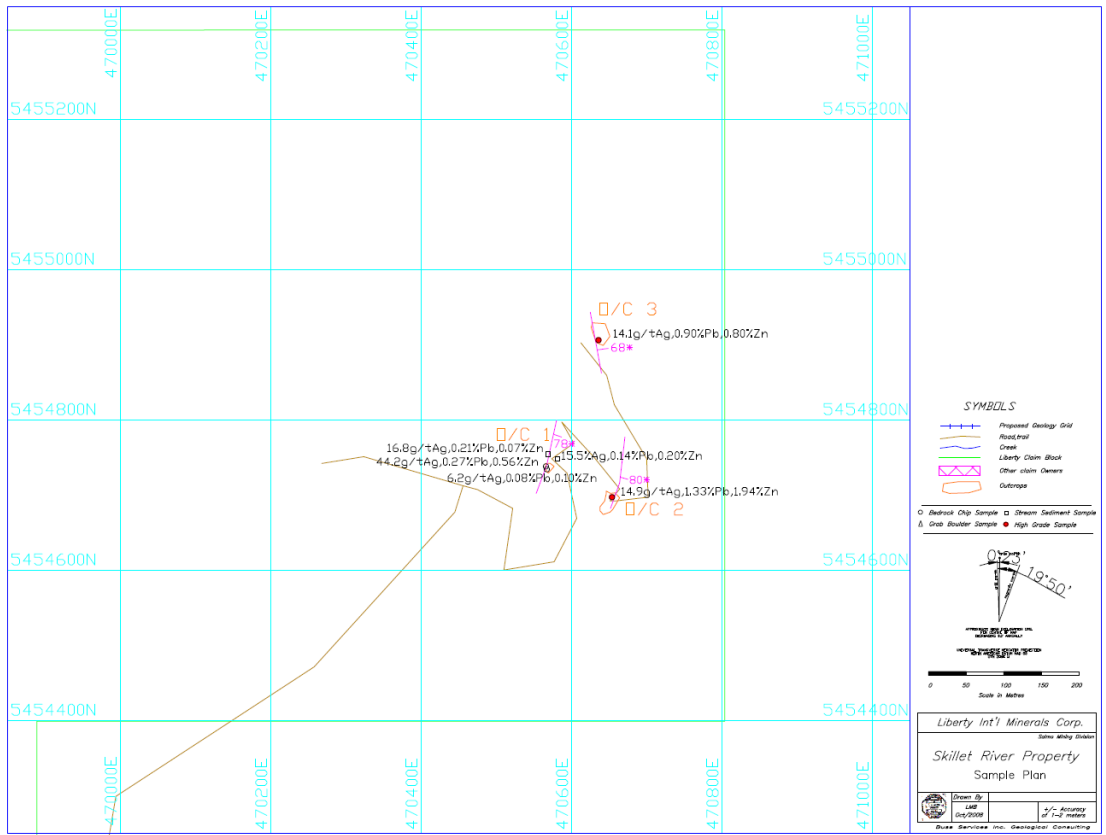 470000E
470200E
470400E
470600E
470800E
471000E
5455200N
5455200N
5455000N
5455000N
▯/C 3
14.1g/tAg,0.90%Pb,0.80%Zn
68*
5454800N
5454800N
▯/C 1
78*
16.8g/tAg,0.21%Pb,0.07%Zn
15.5%Ag,0.14%Pb,0.20%Zn
44.2g/tAg,0.27%Pb,0.56%Zn
6.2g/tAg,0.08%Pb,0.10%Zn
80*
14.9g/tAg,1.33%Pb,1.94%Zn
▯/C 2
5454600N
5454600N
5454400N
5454400N
470000E
470200E
470400E
470600E
470800E
471000E
SYMBOLS
Proposed Geology Grid
Road,trail
Creek
Liberty Claim Block
Other claim Owners
Outcrops
Bedrock Chip Sample
Stream Sediment Sample
Grab Boulder Sample
High Grade Sample
0°23'
19°50'
0 50 100 150 200
Scale in Metres
Liberty Int'l Minerals Corp.
Salmo Mining Division
Skillet River Property
Sample Plan
Drawn By
LMB
Oct/2008
+/- Accuracy
of 1-2 meters
Buss Services Inc. Geological Consulting